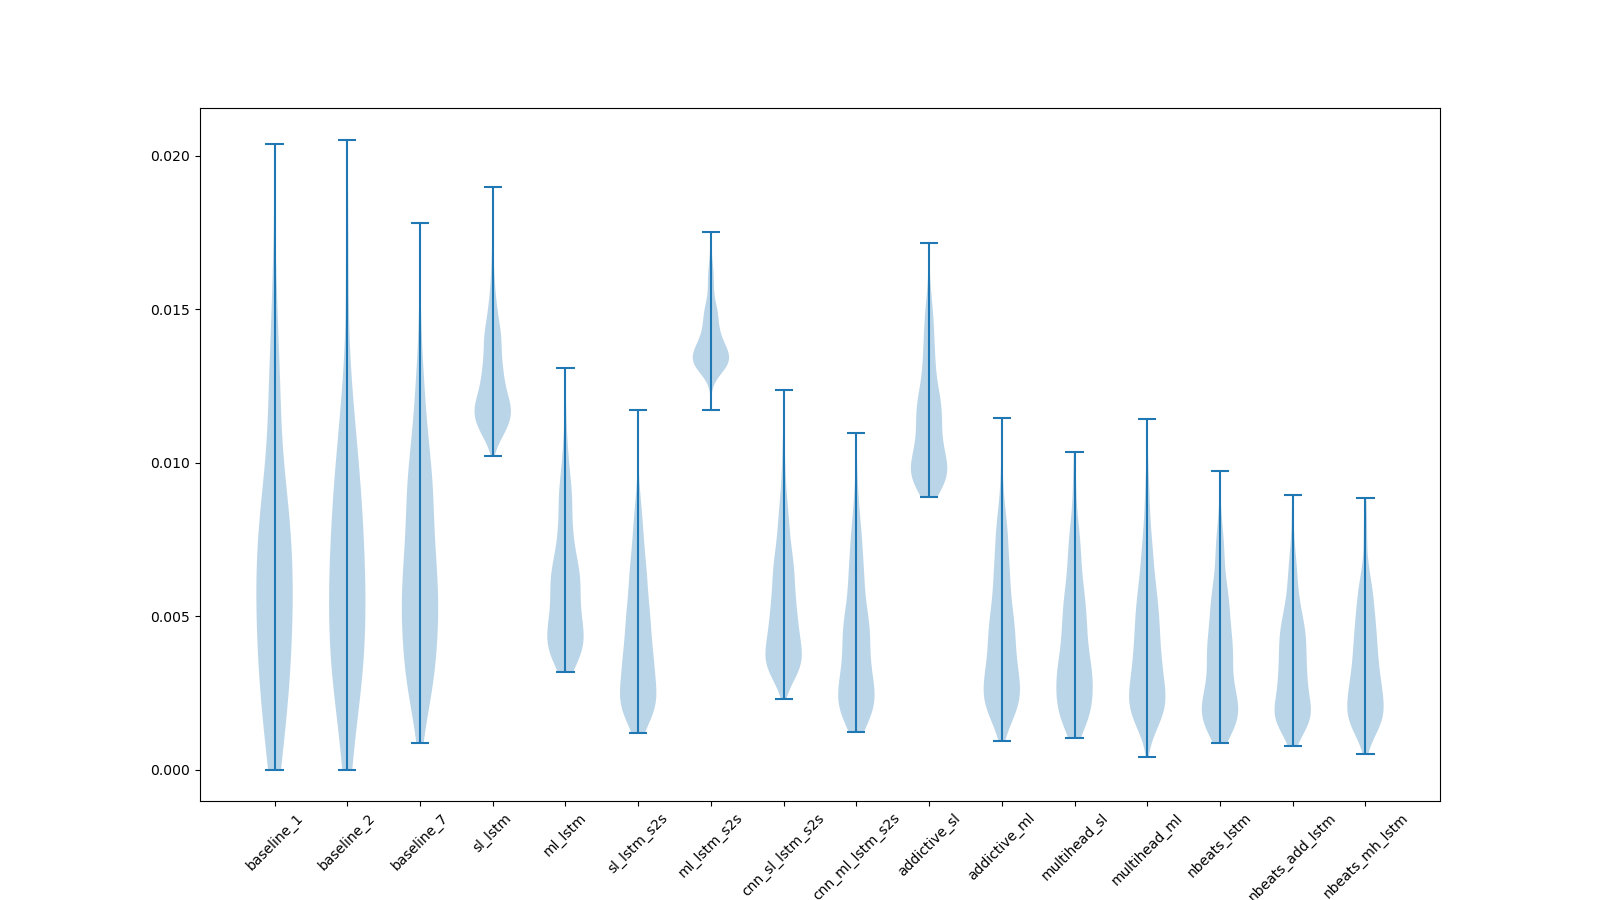 0.020
0.015
0.010
0.005
0.000
baseline_1
baseline_2
baseline_7
sl_lstm
ml_lstm
sl_lstm_s2s
ml_lstm_s2s
cnn_sl_lstm_s2s
cnn_ml_lstm_s2s
addictive_sl
addictive_ml
multihead_sl
multihead_ml
nbeats_lstm
nbeats_add_lstm
nbeats_mh_lstm